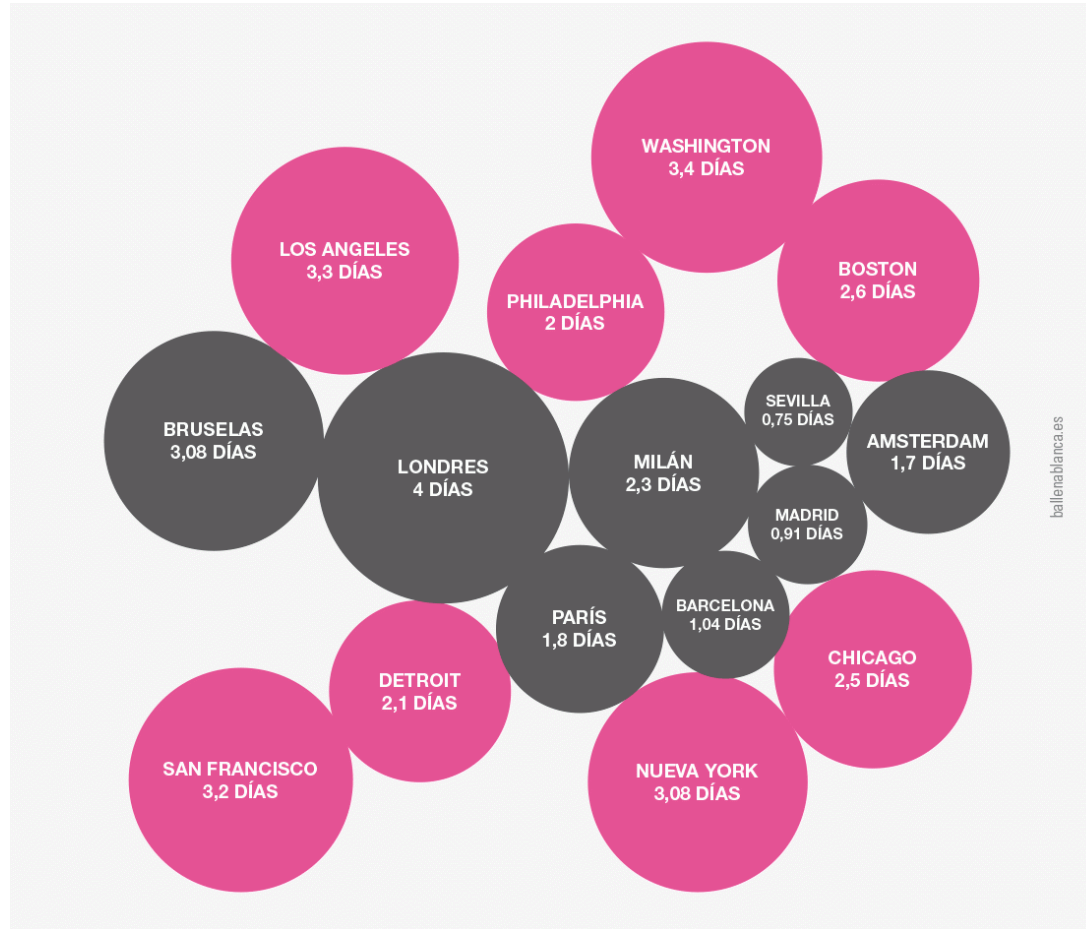 WASHINGTON
3,4 DÍAS
LOS ANGELES
3,3 DÍAS
BOSTON
2,6 DÍAS
PHILADELPHIA
2 DÍAS
BRUSELAS
3,08 DÍAS
LONDRES
4 DÍAS
MILÁN
2,3 DÍAS
SEVILLA
0,75 DÍAS
AMSTERDAM
1,7 DÍAS
MADRID
0,91 DÍAS
PARÍS
1,8 DÍAS
BARCELONA
1,04 DÍAS
CHICAGO
2,5 DÍAS
DETROIT
2,1 DÍAS
SAN FRANCISCO
3,2 DÍAS
NUEVA YORK
3,08 DÍAS
ballenablanca.es